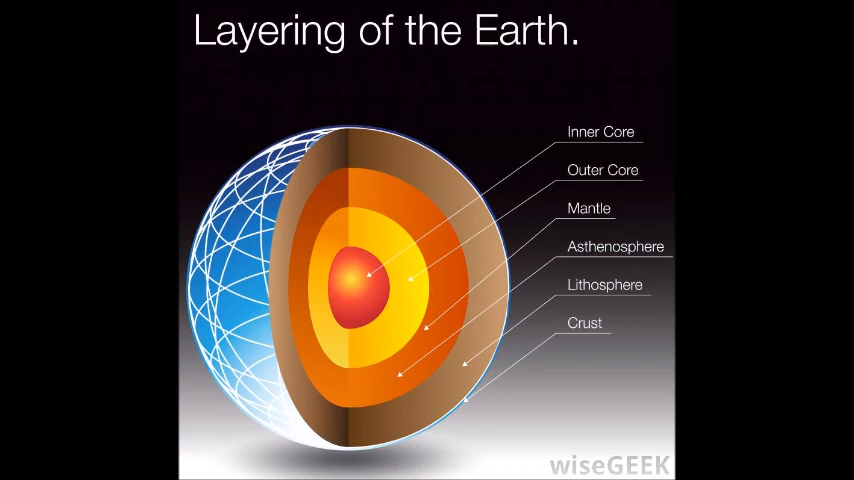 Layering of the Earth.
Inner Core
Outer Core
Mantle
Asthenosphere
Lithosphere
Crust
wiseGEEK